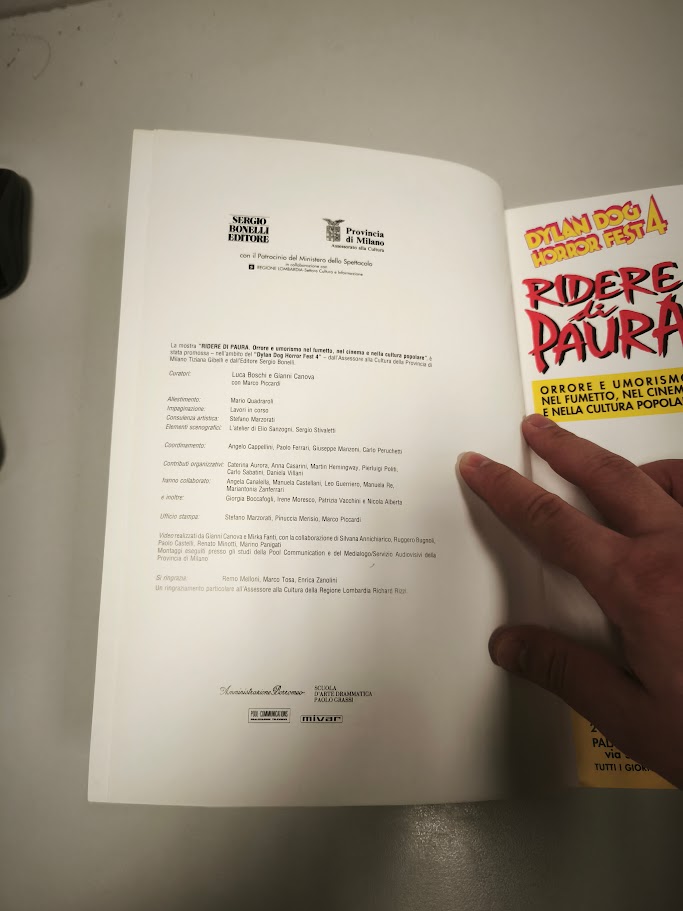 SERGIO
BONELLI
EDITORE
Provincia
di Milano
Assessorato alla Cultura
con il Patrocinio del Ministero dello Spettacolo
in collaborazione con
REGIONE LOMBARDIA Settore Cultura e Informazione
La mostra "RIDERE DI PAURA. Orrore e umorismo nel fumetto, nel cinema e nella cultura popolare", è
stata promossa – nell'ambito del "Dylan Dog Horror Fest 4" – dall'Assessore alla Cultura della Provincia di
Milano Tiziana Gibelli e dall'Editore Sergio Bonelli.
Curatori: Luca Boschi e Gianni Canova
con Marco Piccardi
Allestimento: Mario Quadraroli
Impaginazione: Lavori in corso
Consulenza artistica: Stefano Marzorati
Elementi scenografici: L'atelier di Elio Sanzogni, Sergio Stivaletti
Coordinamento: Angelo Cappellini, Paolo Ferrari, Giuseppe Manzoni, Carlo Peruchetti
Contributi organizzativi: Caterina Aurora, Anna Casarini, Martin Hemingway, Pierluigi Politi,
Carlo Sabatini, Daniela Villani
hanno collaborato: Angela Canalella, Manuela Castellani, Leo Guerriero, Manuela Re,
Mariantonia Zanferrari
e inoltre: Giorgia Boccafogli, Irene Moresco, Patrizia Vacchini e Nicola Alberta
Ufficio stampa: Stefano Marzorati, Pinuccia Merisio, Marco Piccardi
Video realizzati da Gianni Canova e Mirka Fanti, con la collaborazione di Silvana Annichiarico, Ruggero Bagnoli,
Paolo Castelli, Renato Minotti, Marino Panigati
Montaggi eseguiti presso gli studi della Pool Communication e del Medialogo/Servizio Audiovisivi della
Provincia di Milano
Si ringrazia: Remo Melloni, Marco Tosa, Enrica Zanolini
Un ringraziamento particolare all'Assessore alla Cultura della Regione Lombardia Richard Rizzi.
Amministrazione Borromeo
SCUOLA
D'ARTE DRAMMATICA
PAOLO GRASSI
POOL COMMUNICATIONS
mivar
DYLAN DOG
HORROR FEST 4
RIDERE
di
PAURA
ORRORE E UMORISMO
NEL FUMETTO, NEL CINEM
E NELLA CULTURA POPOLA
PAL
via
TUTTI I GIOR